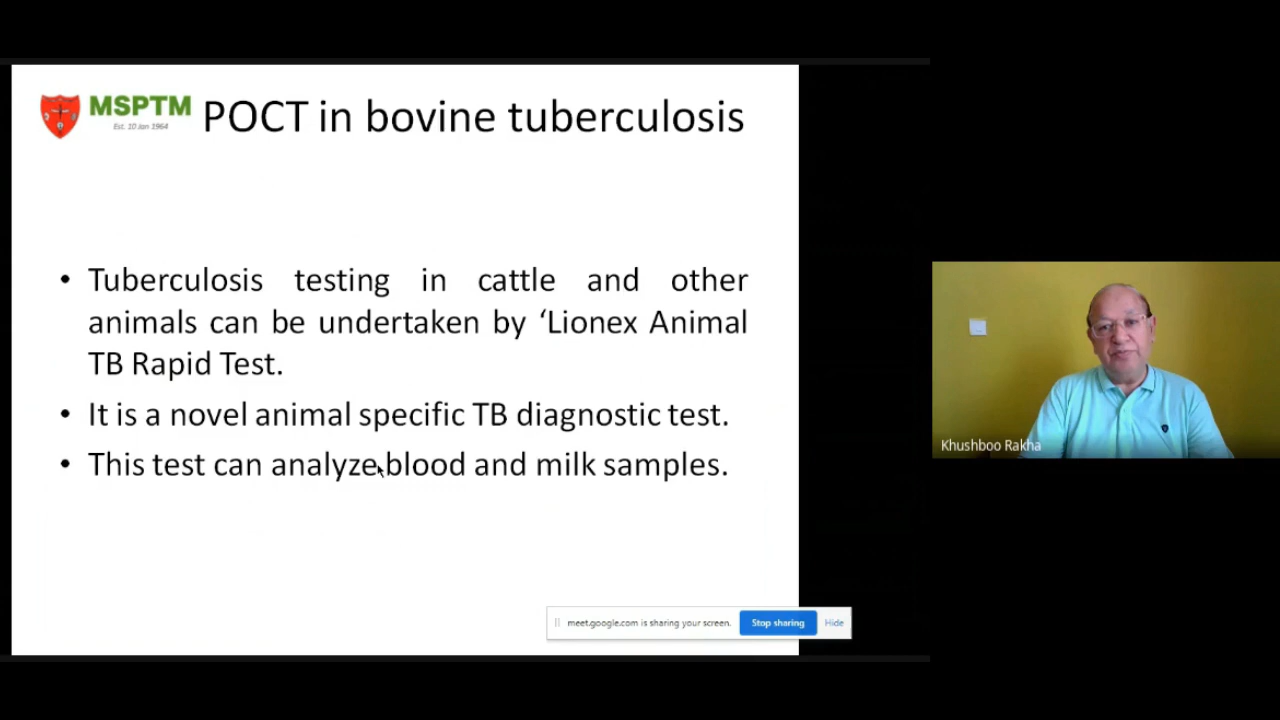 MSPTM
Est. 10 Jan 1964
POCT in bovine tuberculosis
• Tuberculosis testing in cattle and other
animals can be undertaken by ‘Lionex Animal
TB Rapid Test.
• It is a novel animal specific TB diagnostic test.
• This test can analyze blood and milk samples.
Khushboo Rakha
meet.google.com is sharing your screen.
Stop sharing
Hide